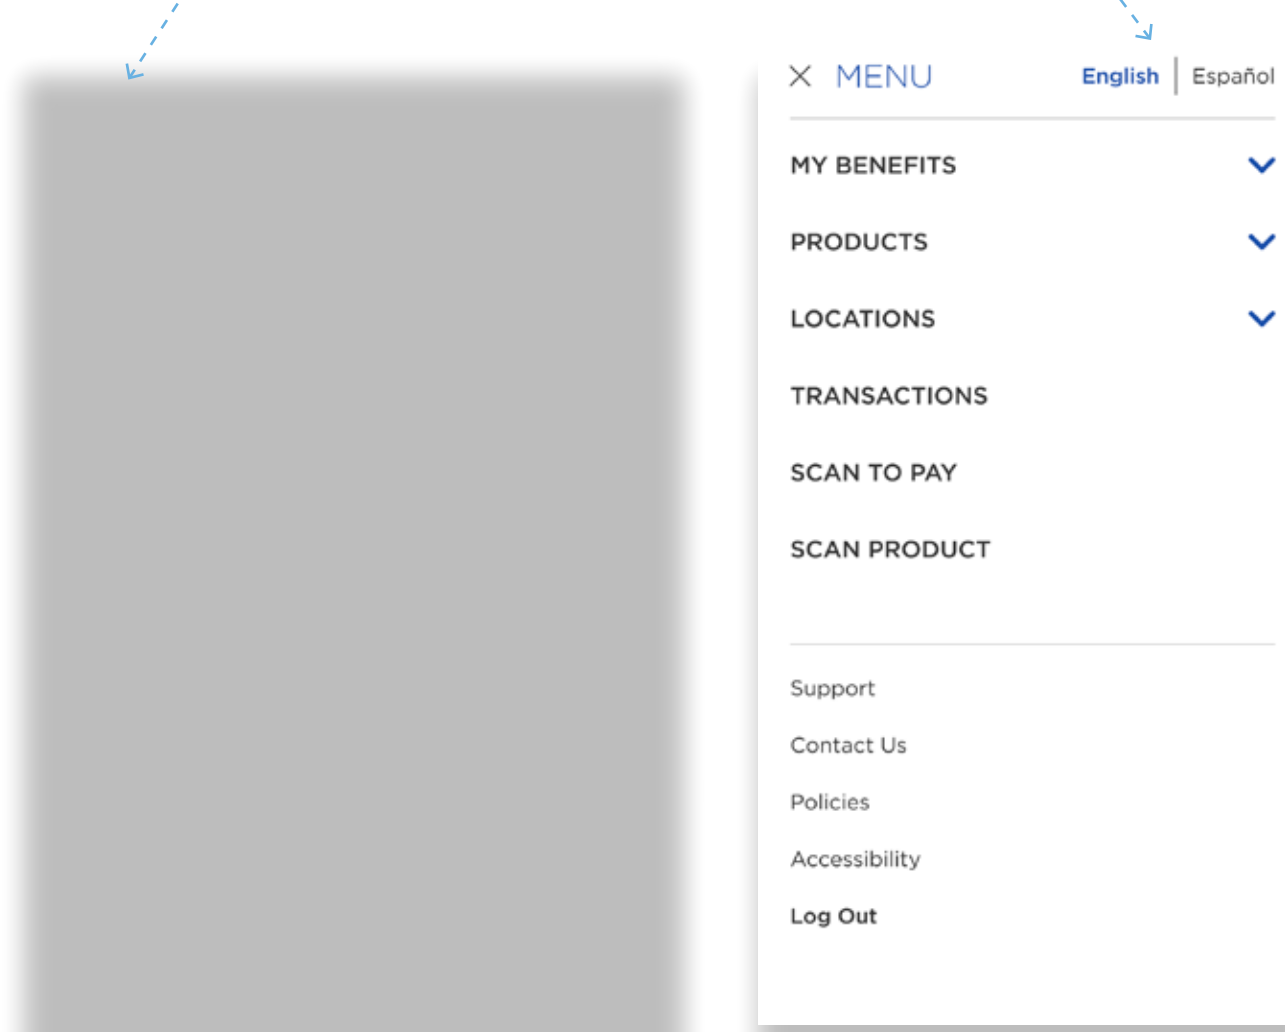 MENU English | Español
MY BENEFITS
PRODUCTS
LOCATIONS
TRANSACTIONS
SCAN TO PAY
SCAN PRODUCT
Support
Contact Us
Policies
Accessibility
Log Out